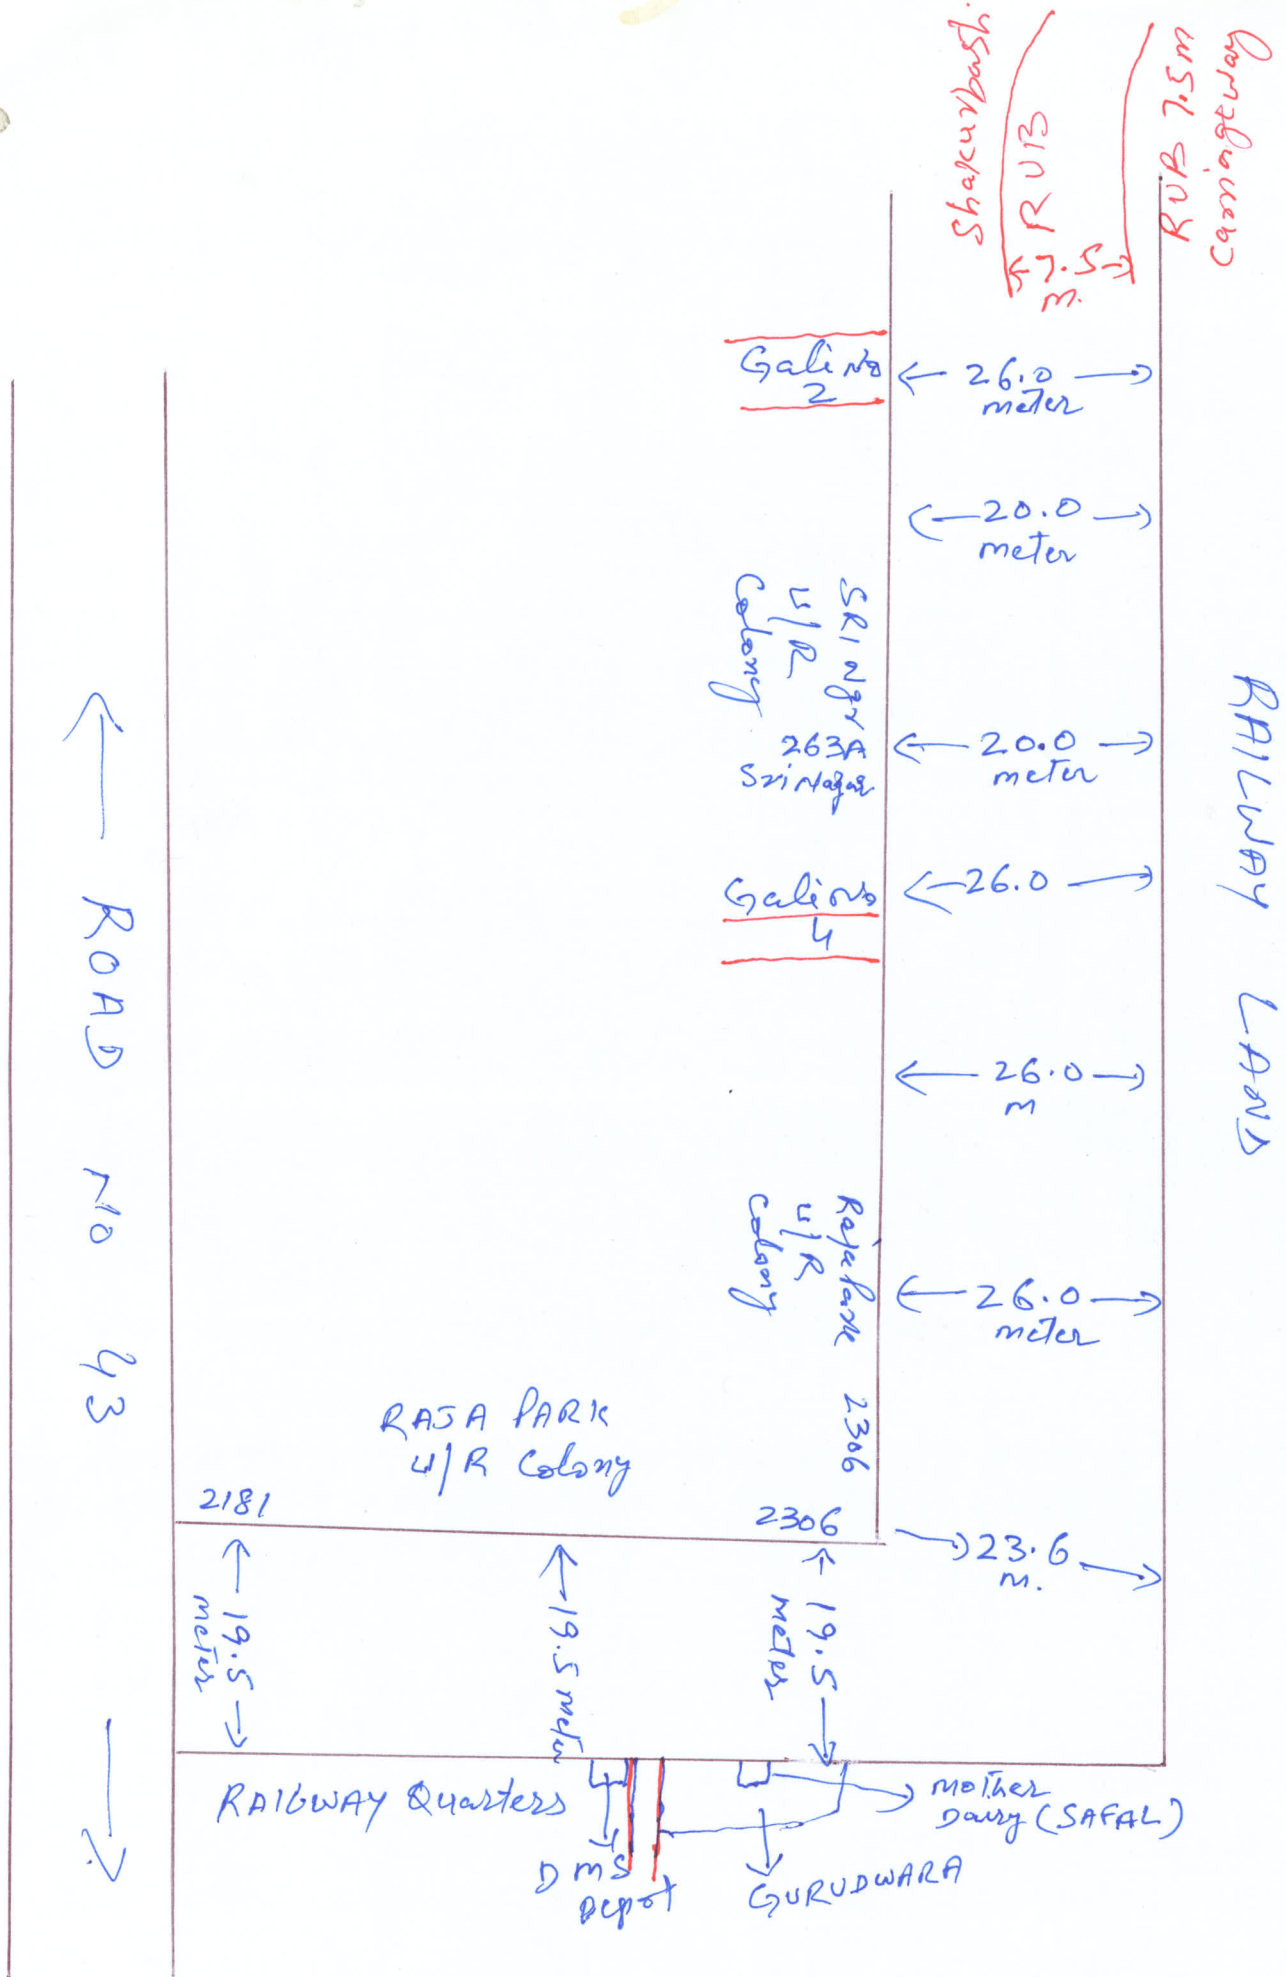 Shakurbasti
RUB
7.5
m.
RUB 7.5m
Carriageway
Gali No
2
26.0
meter
20.0
meter
SRI Ngr
U/R
Colony
263A
Sri Nagar
20.0
meter
Gali No
4
26.0
26.0
m
Raja Park
U/R
Colony
2306
26.0
meter
RAILWAY LAND
ROAD NO 43
RAJA PARK
U/R Colony
2181
2306
23.6
m.
19.5
meter
19.5 meter
19.5
meter
RAILWAY Quarters
DMS
Depot
GURUDWARA
Mother
Dairy (SAFAL)